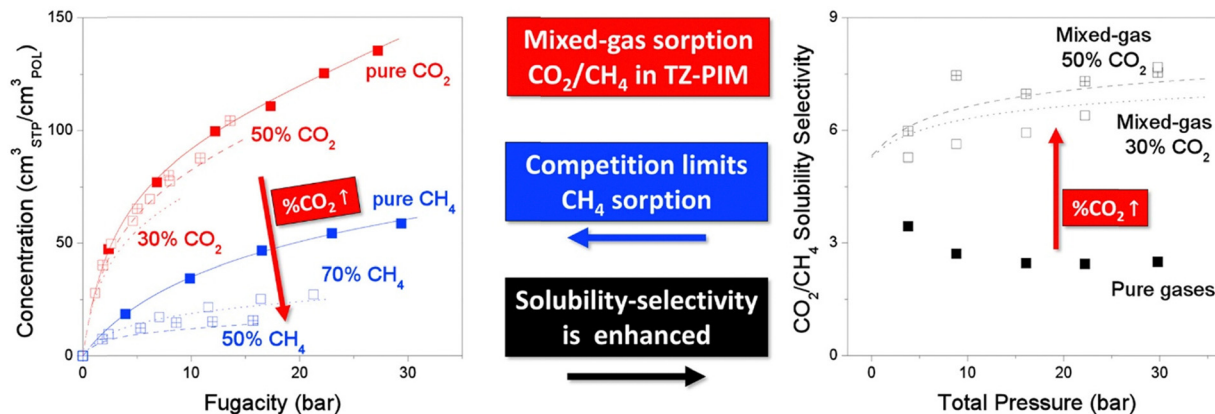 150
100
50
0
0
10
20
30
Concentration (cm³STP/cm³POL)
Fugacity (bar)
pure CO₂
50% CO₂
30% CO₂
%CO₂ ↑
pure CH₄
70% CH₄
50% CH₄
Mixed-gas sorption
CO₂/CH₄ in TZ-PIM
Competition limits
CH₄ sorption
Solubility-selectivity
is enhanced
9
6
3
0
0
10
20
30
CO₂/CH₄ Solubility Selectivity
Total Pressure (bar)
Mixed-gas
50% CO₂
Mixed-gas
30% CO₂
%CO₂ ↑
Pure gases